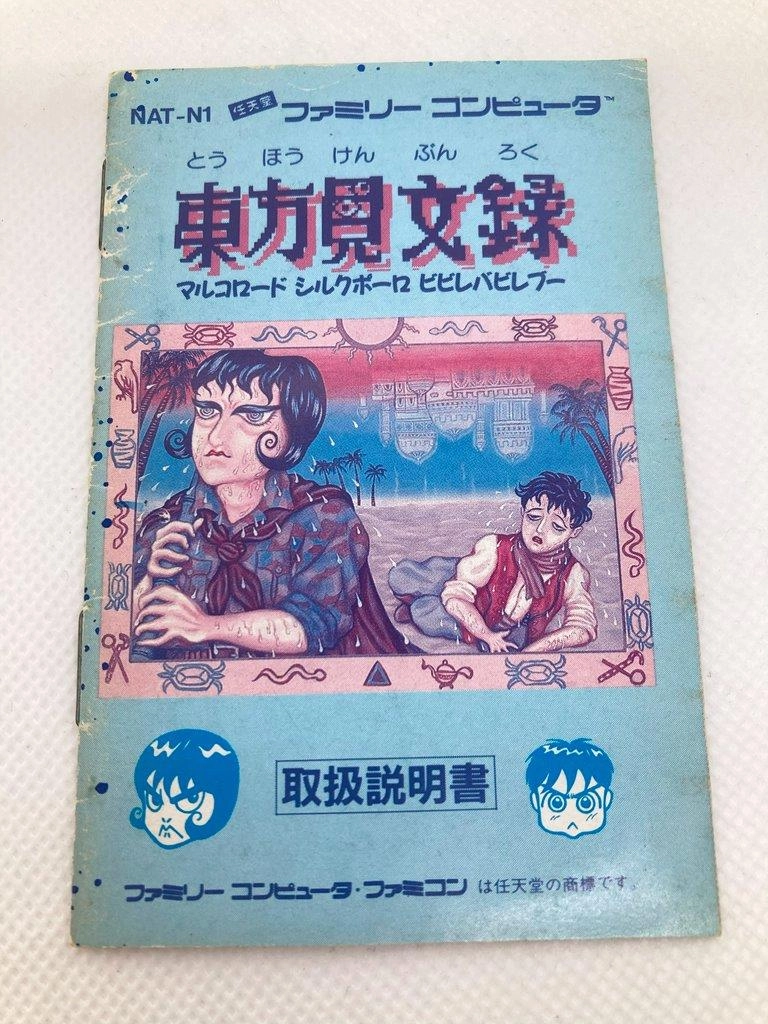 NAT-N1 任天堂 ファミリー コンピュータ™
とう ほう けん ぶん ろく
東方見文録
マルコロード シルクポーロ ビビレバビレブー
取扱説明書
ファミリー コンピュータ・ファミコン は任天堂の商標です。